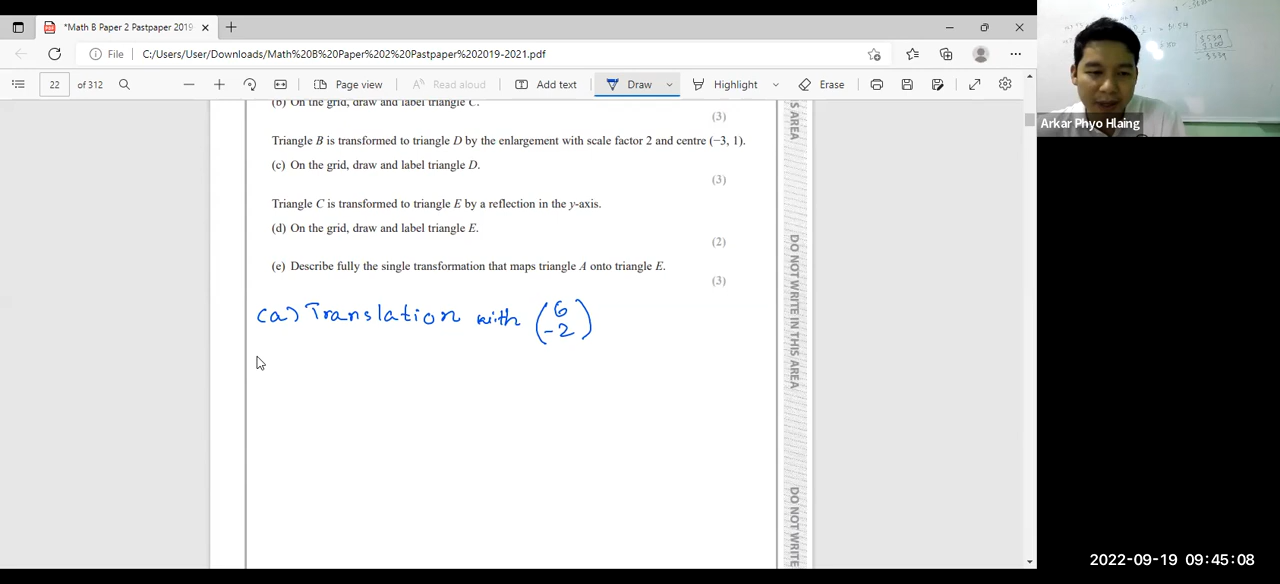 *Math B Paper 2 Pastpaper 2019
File C:/Users/User/Downloads/Math%20B%20Paper%202%20Pastpaper%202019-2021.pdf
22 of 312 Page view Read aloud Add text Draw Highlight Erase
(b) On the grid, draw and label triangle C.
(3)
Triangle B is transformed to triangle D by the enlargement with scale factor 2 and centre (−3, 1).
(c) On the grid, draw and label triangle D.
(3)
Triangle C is transformed to triangle E by a reflection in the y-axis.
(d) On the grid, draw and label triangle E.
(2)
(e) Describe fully the single transformation that maps triangle A onto triangle E.
(3)
(a) Translation with (6
-2)
S AREA
DO NOT WRITE IN THIS AREA
DO NOT WRITE
Arkar Phyo Hlaing
2022-09-19 09:45:08